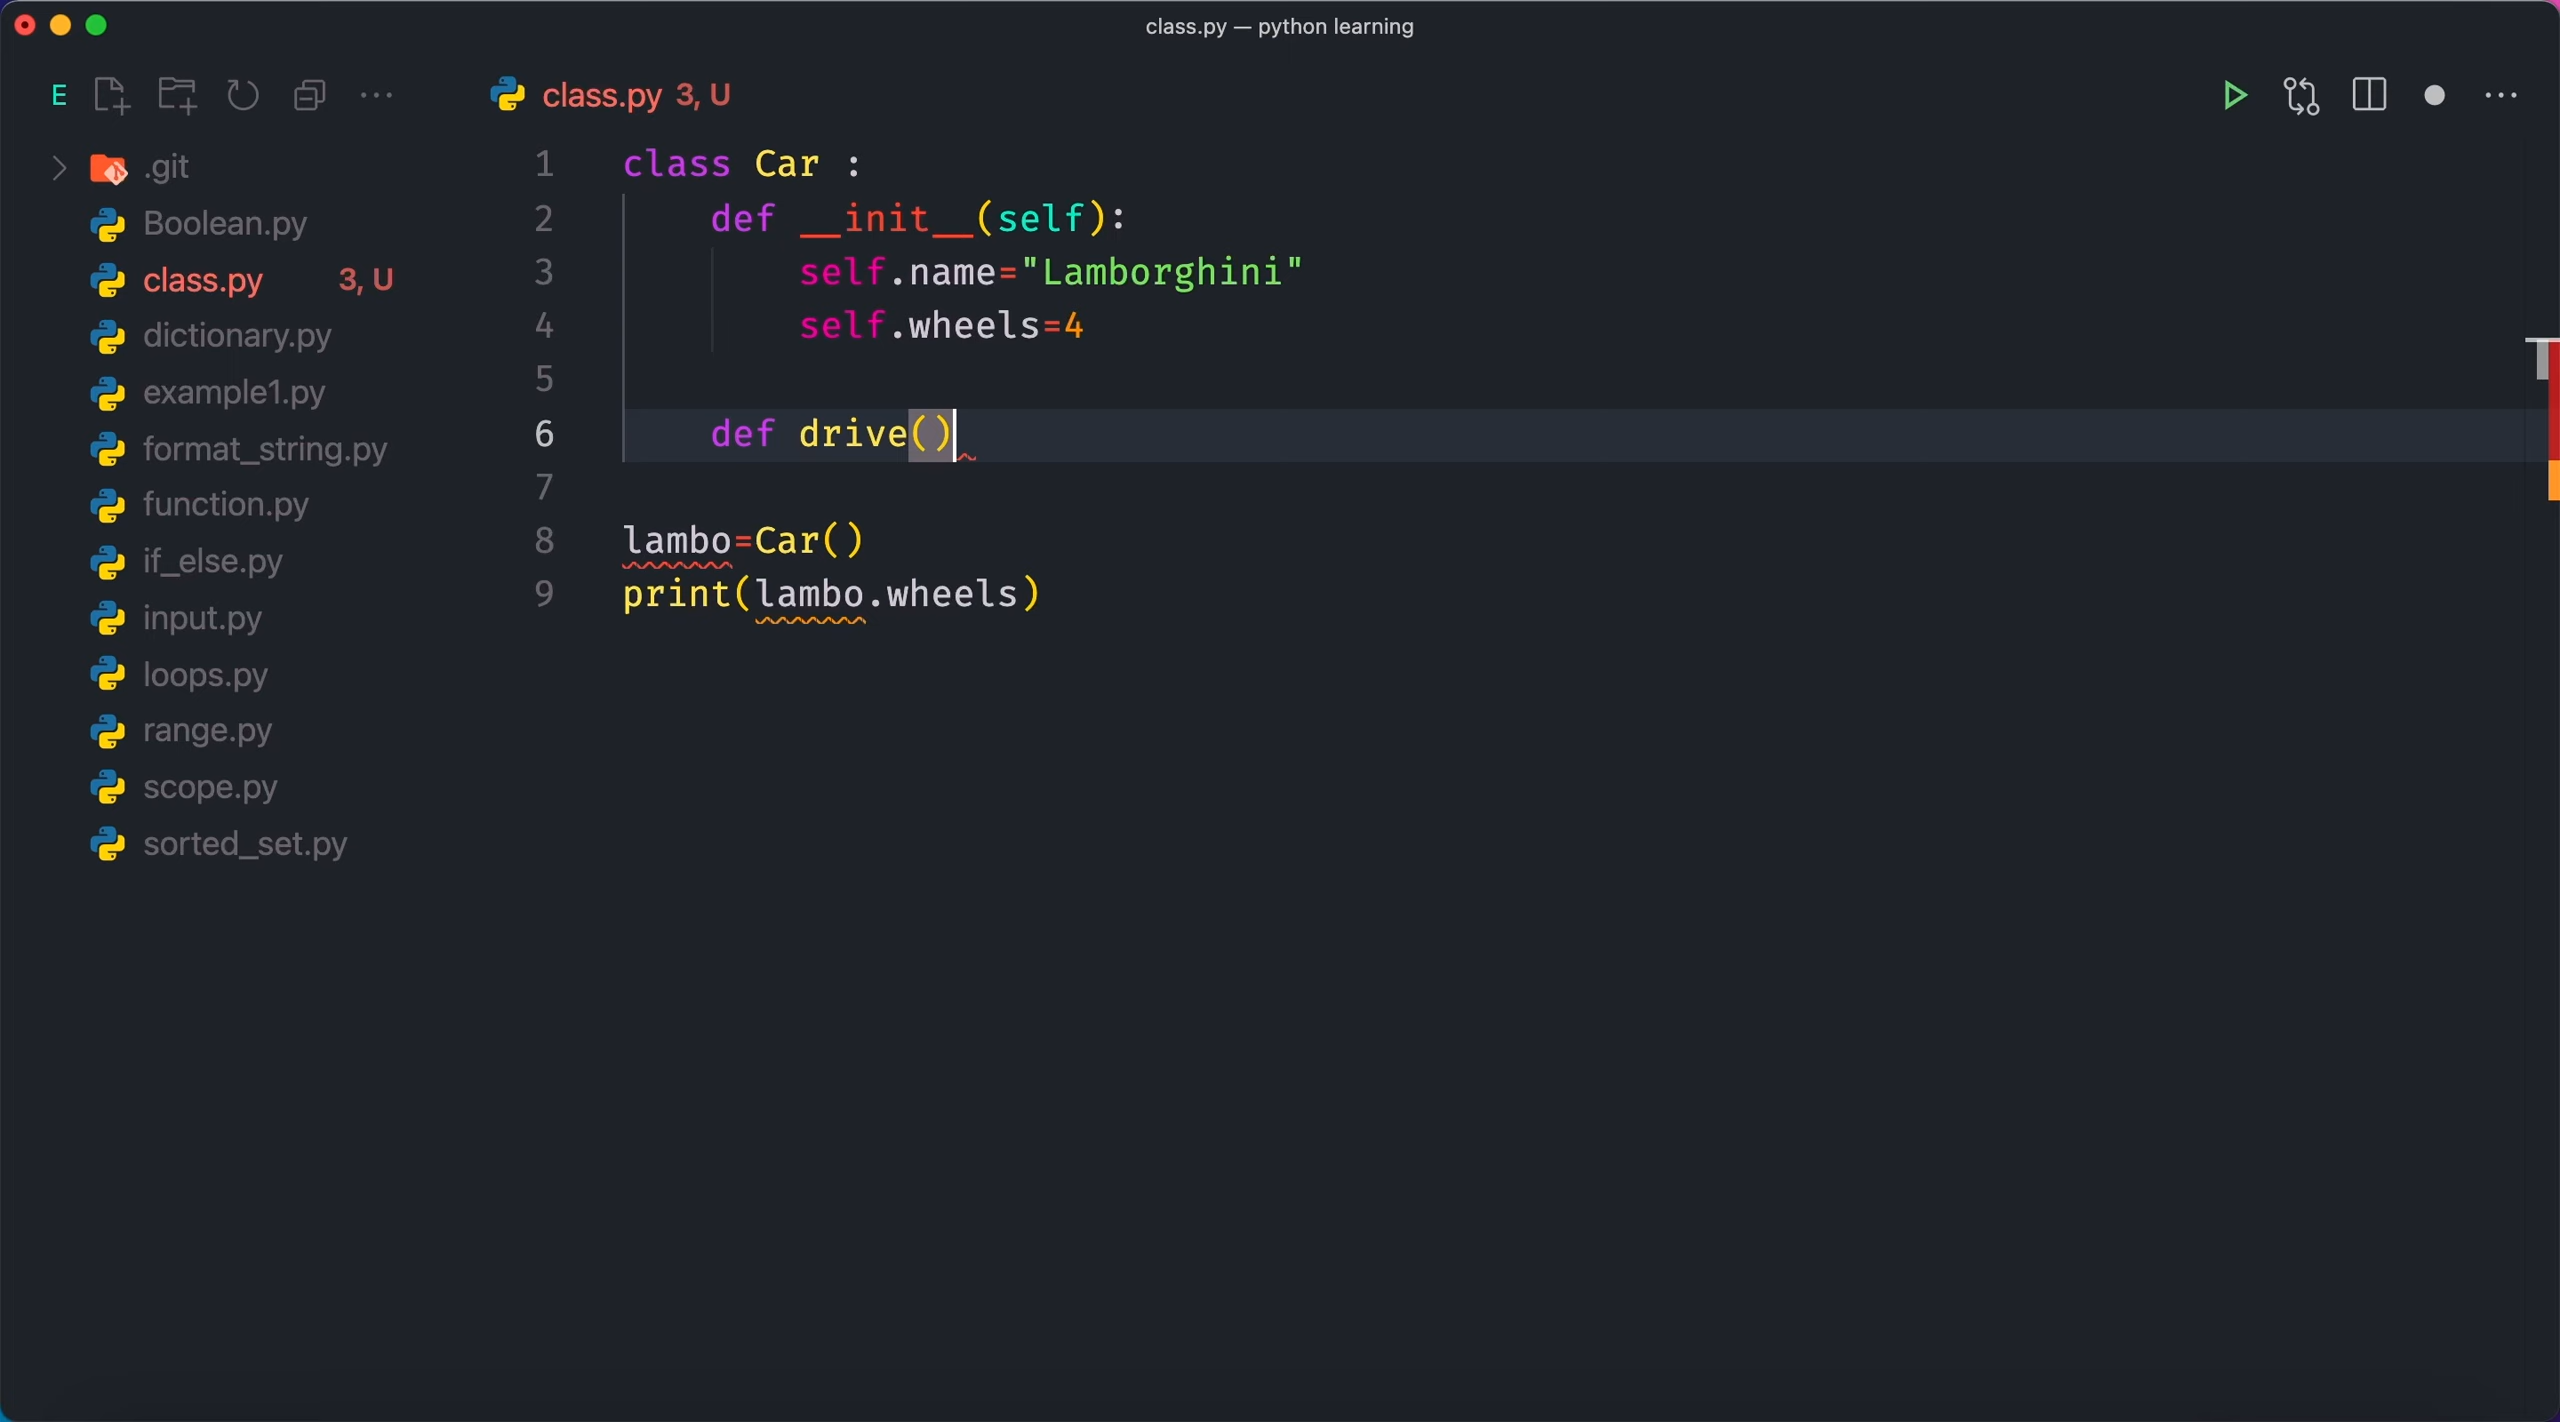 class.py — python learning
E
class.py 3, U
.git
Boolean.py
class.py 3, U
dictionary.py
example1.py
format_string.py
function.py
if_else.py
input.py
loops.py
range.py
scope.py
sorted_set.py
1 class Car :
2 def __init__(self):
3 self.name="Lamborghini"
4 self.wheels=4
5
6 def drive()
7
8 lambo=Car()
9 print(lambo.wheels)